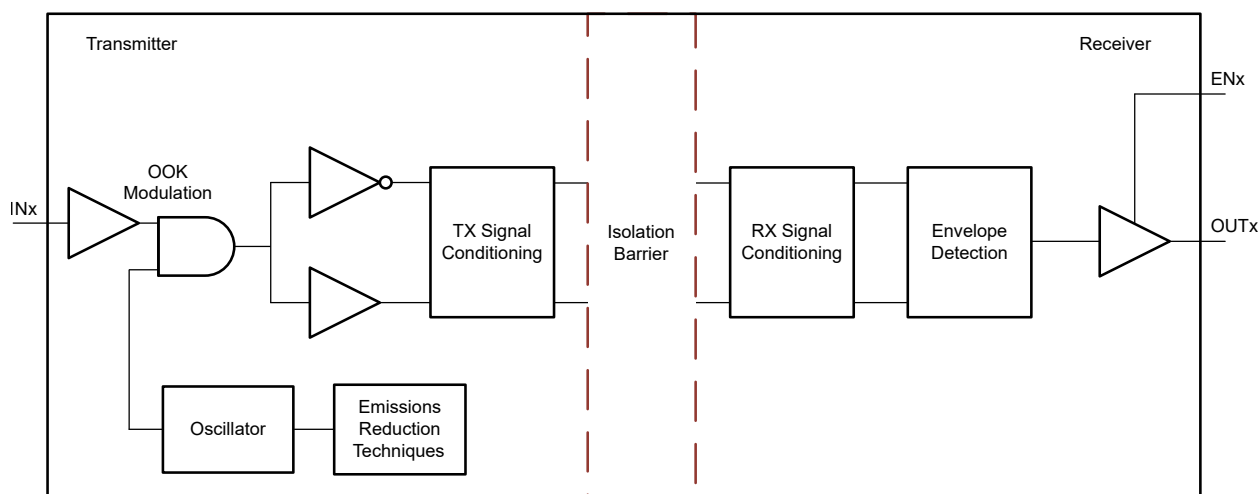 Transmitter
Receiver
ENx
OOK
Modulation
INx
TX Signal
Conditioning
Isolation
Barrier
RX Signal
Conditioning
Envelope
Detection
OUTx
Oscillator
Emissions
Reduction
Techniques